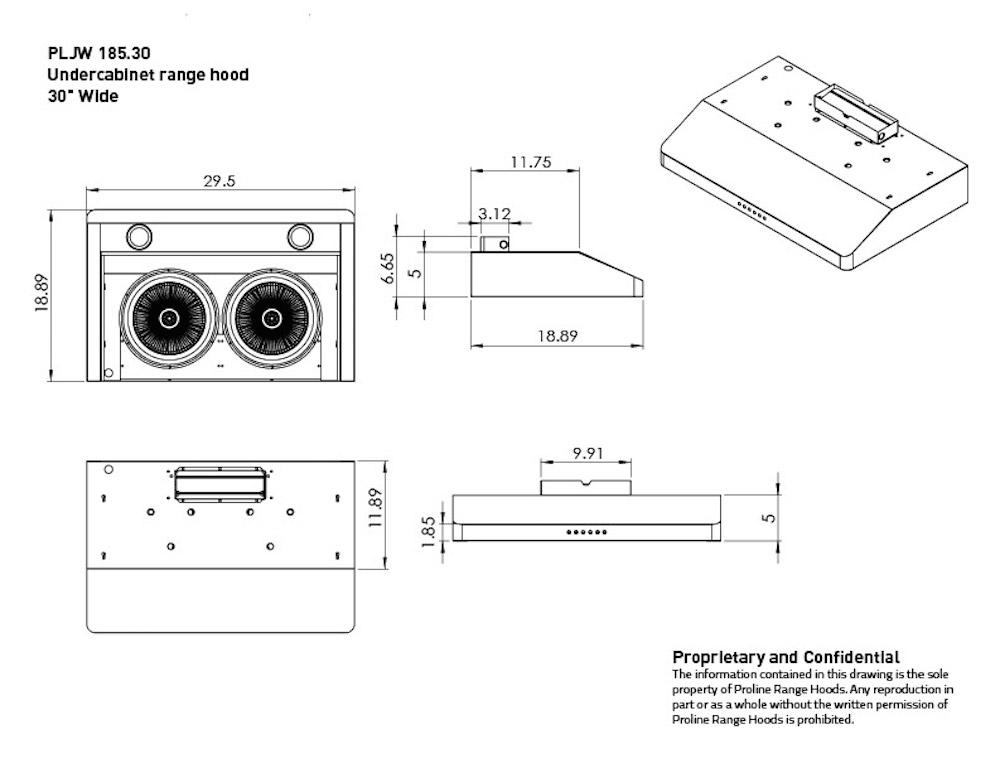 PLJW 185.30
Undercabinet range hood
30" Wide
29.5
18.89
11.75
3.12
6.65
5
18.89
11.89
9.91
1.85
5
Proprietary and Confidential
The information contained in this drawing is the sole
property of Proline Range Hoods. Any reproduction in
part or as a whole without the written permission of
Proline Range Hoods is prohibited.